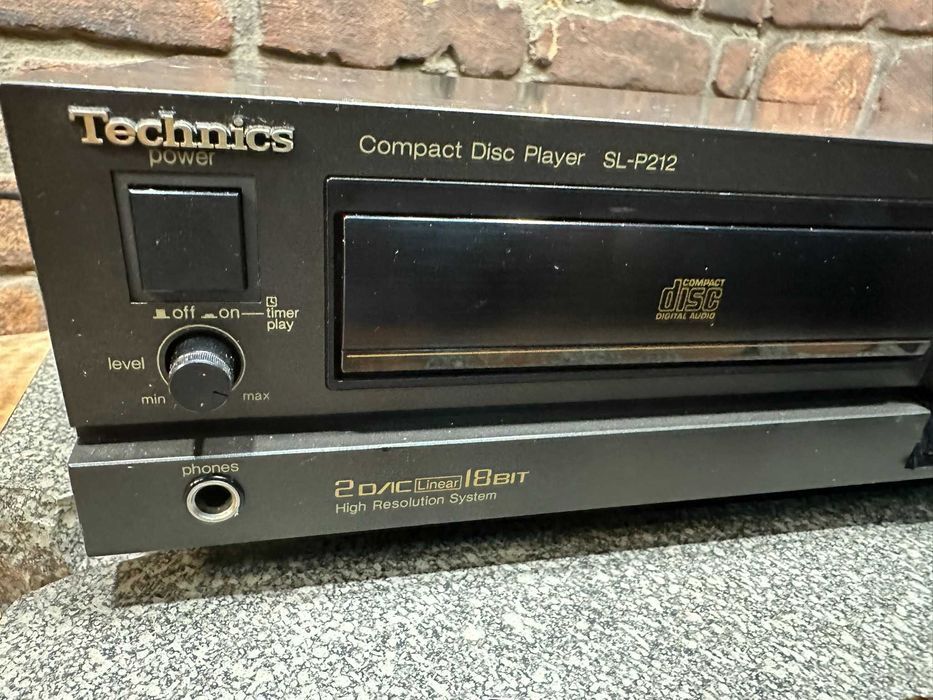 Technics
Compact Disc Player SL-P212
power
off on timer
play
level
min max
COMPACT
disc
DIGITAL AUDIO
phones
2 DAC Linear 18 BIT
High Resolution System